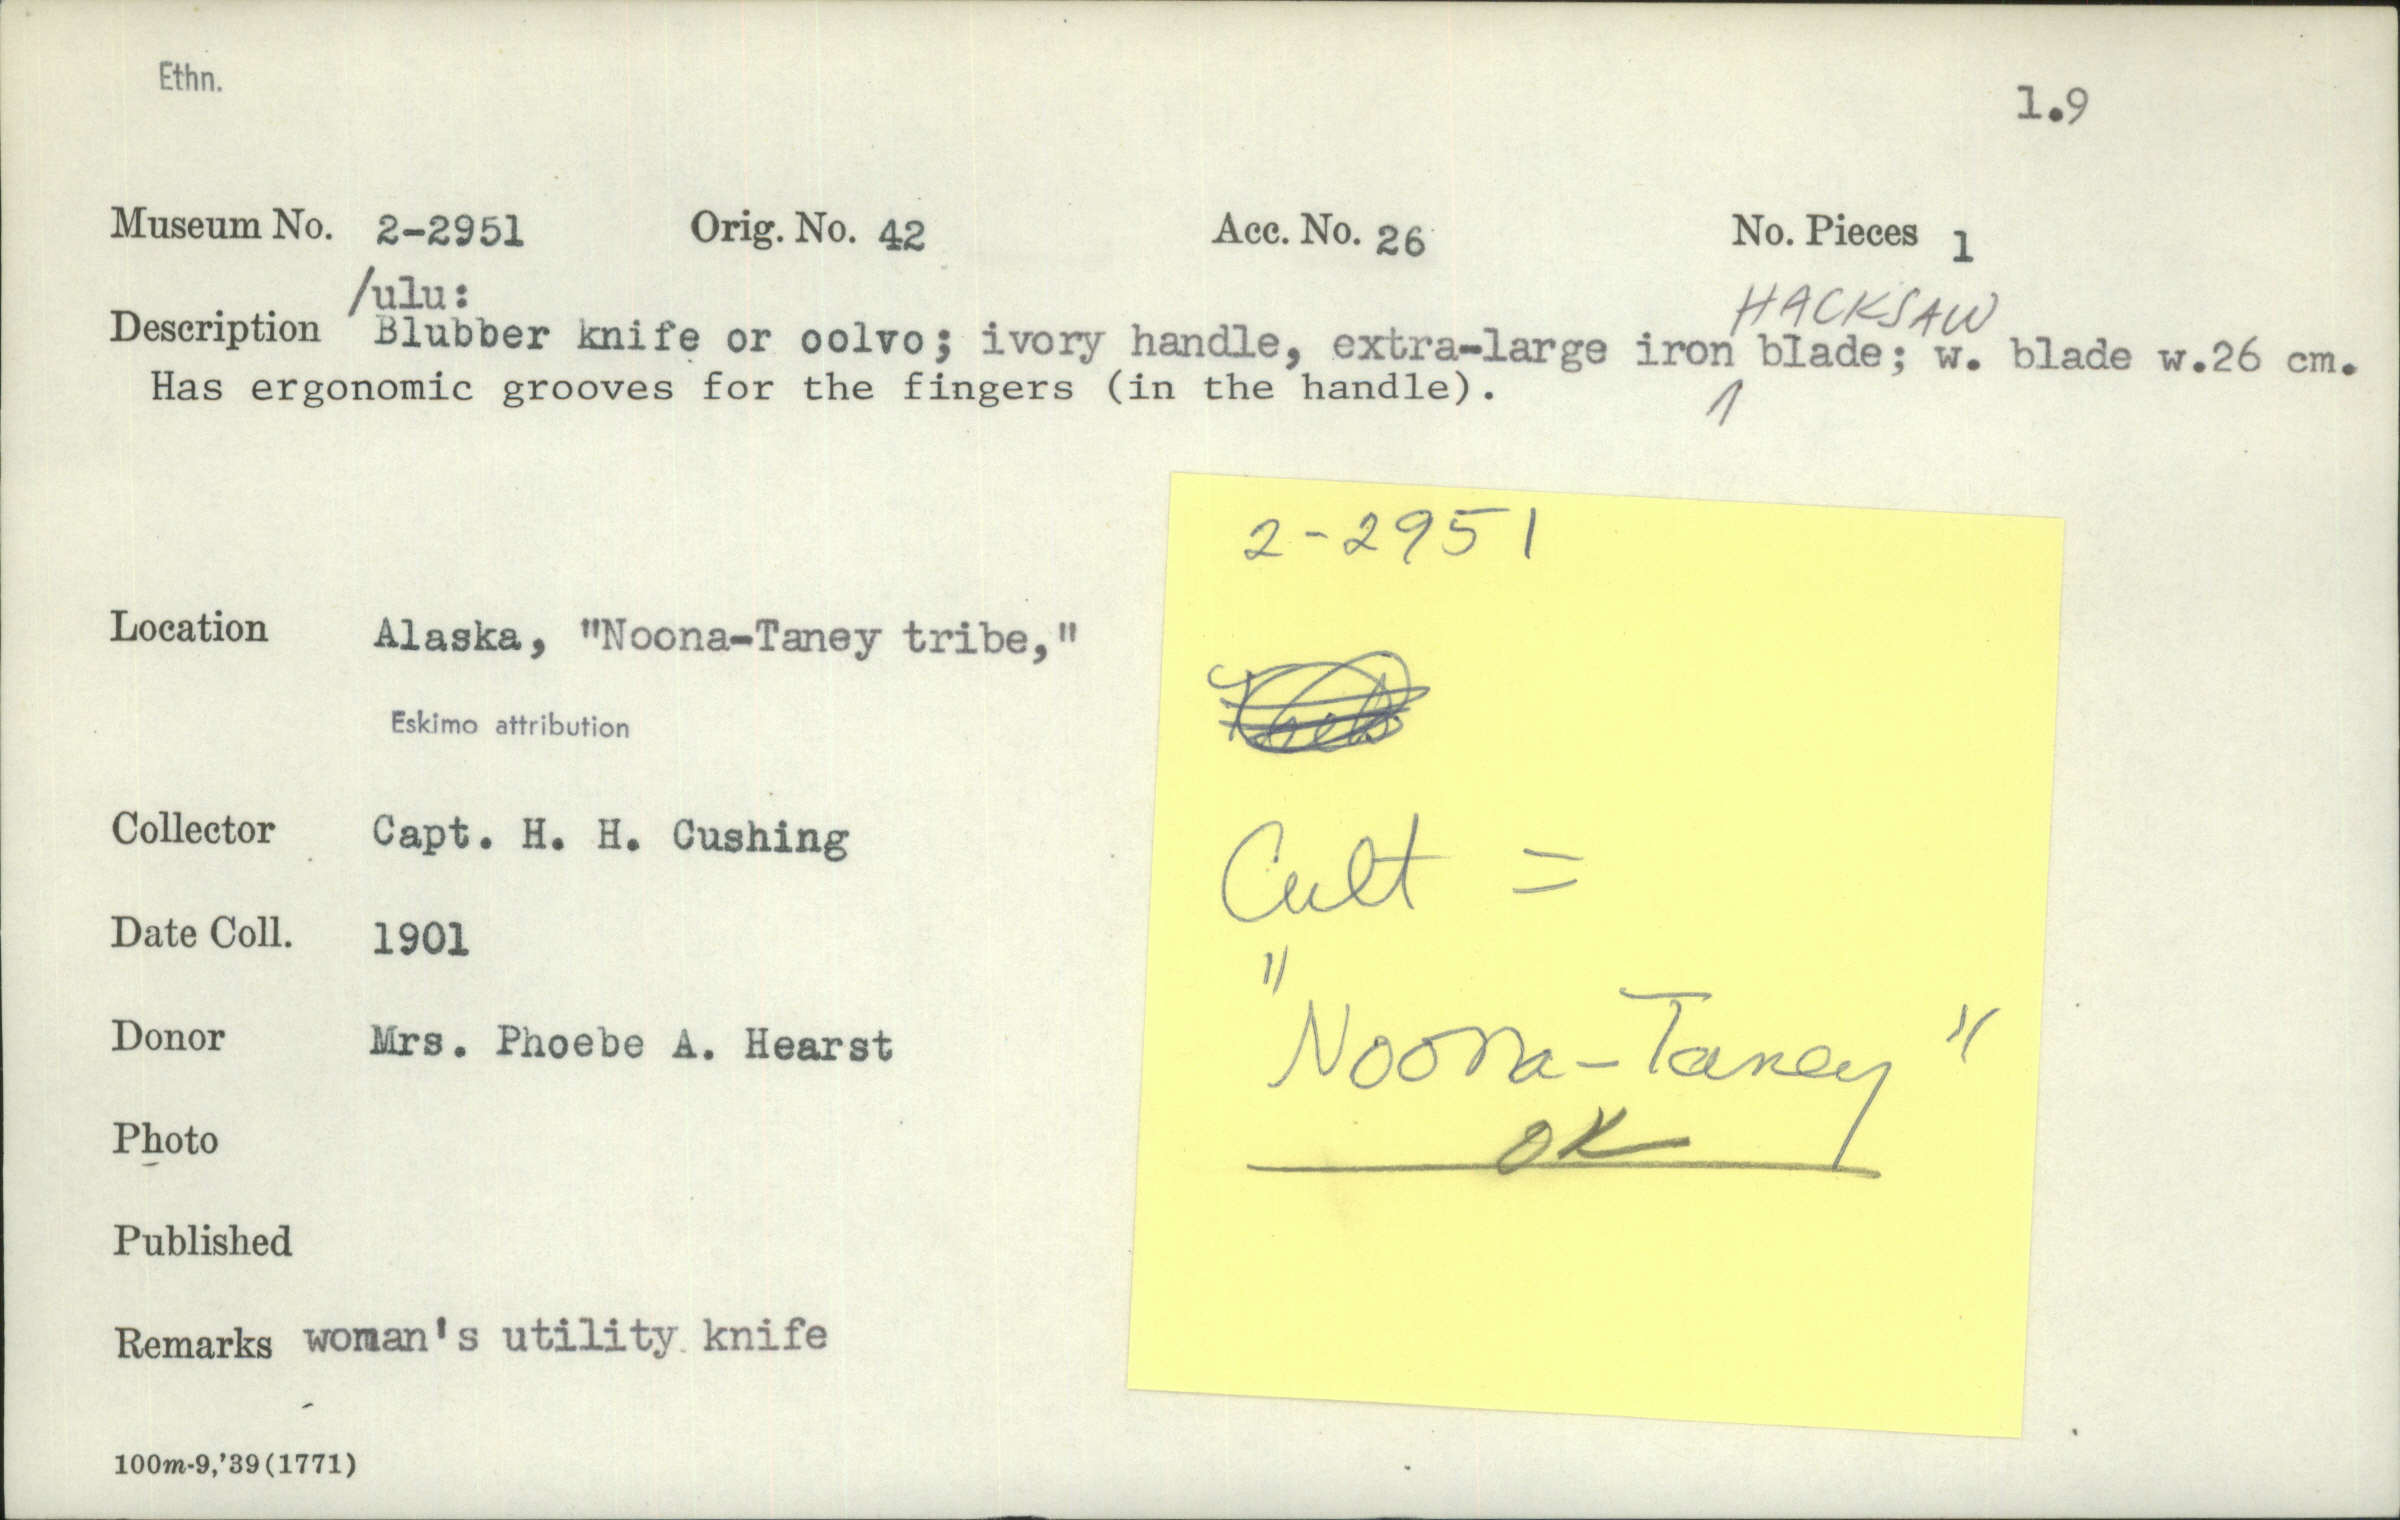 Ethn.
1.9
Museum No. 2-2951 Orig. No. 42 Acc. No. 26 No. Pieces 1
/ulu:
HACKSAW
Description Blubber knife or oolvo; ivory handle, extra-large iron blade; w. blade w.26 cm.
Has ergonomic grooves for the fingers (in the handle).
Location Alaska, "Noona-Taney tribe,"
Eskimo attribution
Collector Capt. H. H. Cushing
Date Coll. 1901
Donor Mrs. Phoebe A. Hearst
Photo
Published
Remarks woman's utility knife
100m-9,'39(1771)
2-2951
Cult =
"Noona-Taney"
OK